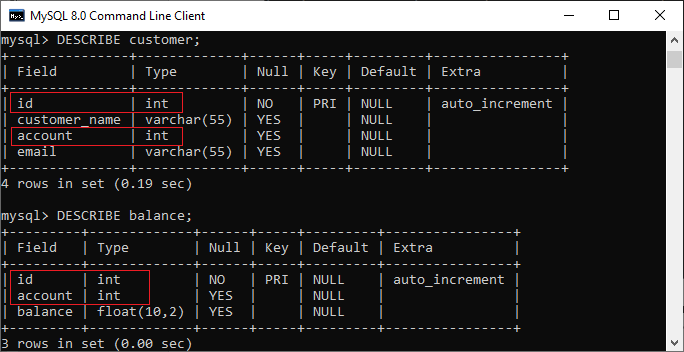 MySQL 8.0 Command Line Client
mysql> DESCRIBE customer;
+---------------+-------------+------+-----+---------+----------------+
| Field         | Type        | Null | Key | Default | Extra          |
+---------------+-------------+------+-----+---------+----------------+
| id            | int         | NO   | PRI | NULL    | auto_increment |
| customer_name | varchar(55) | YES  |     | NULL    |                |
| account       | int         | YES  |     | NULL    |                |
| email         | varchar(55) | YES  |     | NULL    |                |
+---------------+-------------+------+-----+---------+----------------+
4 rows in set (0.19 sec)
mysql> DESCRIBE balance;
+---------+-------------+------+-----+---------+----------------+
| Field   | Type        | Null | Key | Default | Extra          |
+---------+-------------+------+-----+---------+----------------+
| id      | int         | NO   | PRI | NULL    | auto_increment |
| account | int         | YES  |     | NULL    |                |
| balance | float(10,2) | YES  |     | NULL    |                |
+---------+-------------+------+-----+---------+----------------+
3 rows in set (0.00 sec)